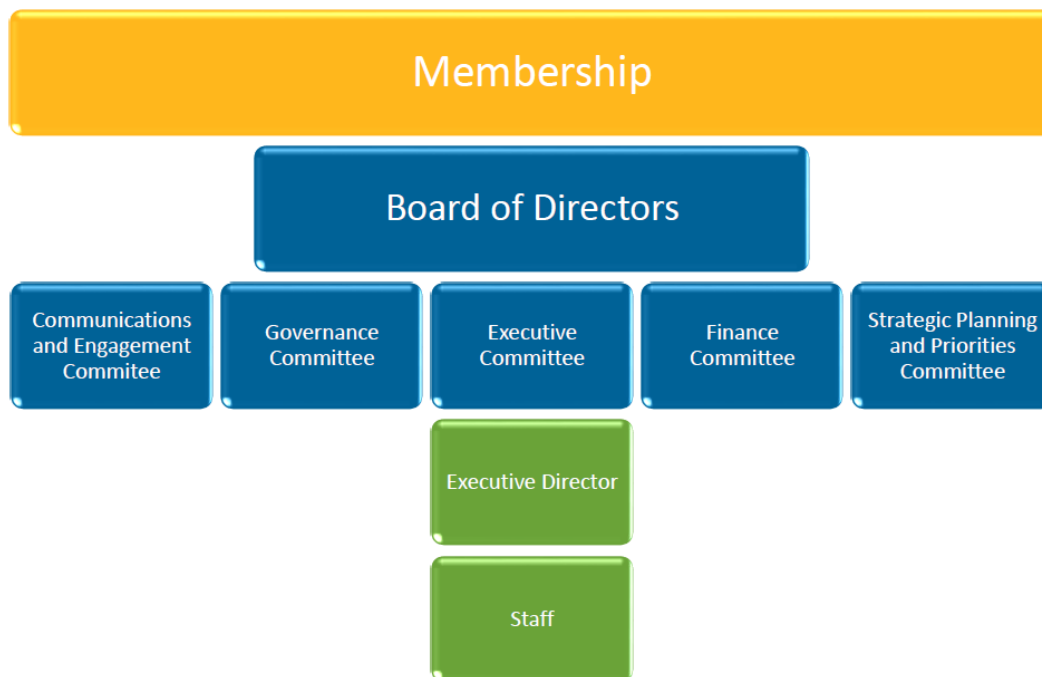 Membership
Board of Directors
Communications
and Engagement
Commitee
Governance
Committee
Executive
Committee
Finance
Committee
Strategic Planning
and Priorities
Committee
Executive Director
Staff